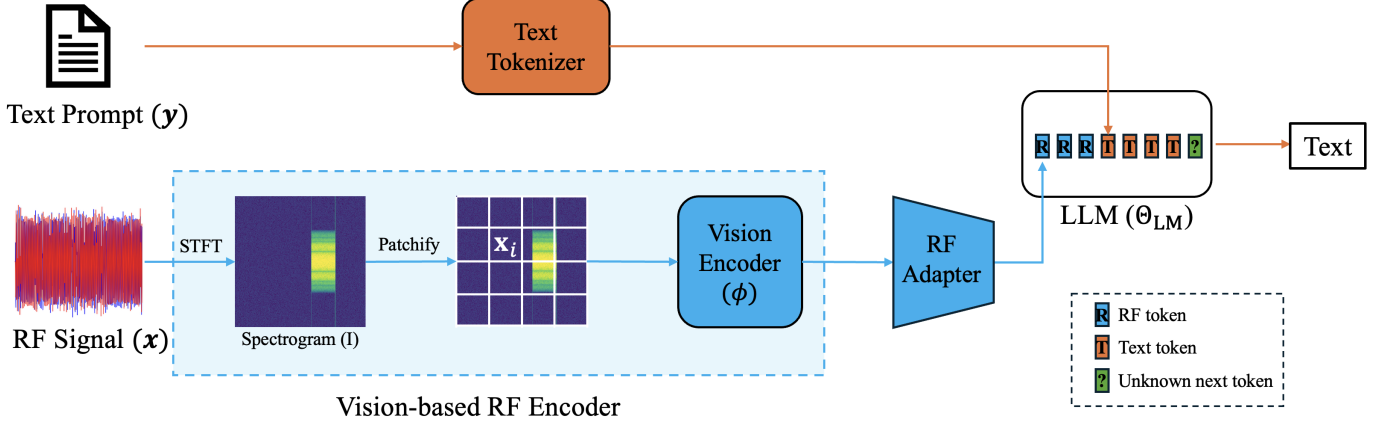 Text
Tokenizer
Text Prompt (𝒚)
R R R T T T T ?
Text
LLM (Θ_LM)
STFT
Patchify
𝐱ᵢ
Vision
Encoder
(ϕ)
RF
Adapter
Spectrogram (I)
RF Signal (𝒙)
R RF token
T Text token
? Unknown next token
Vision-based RF Encoder